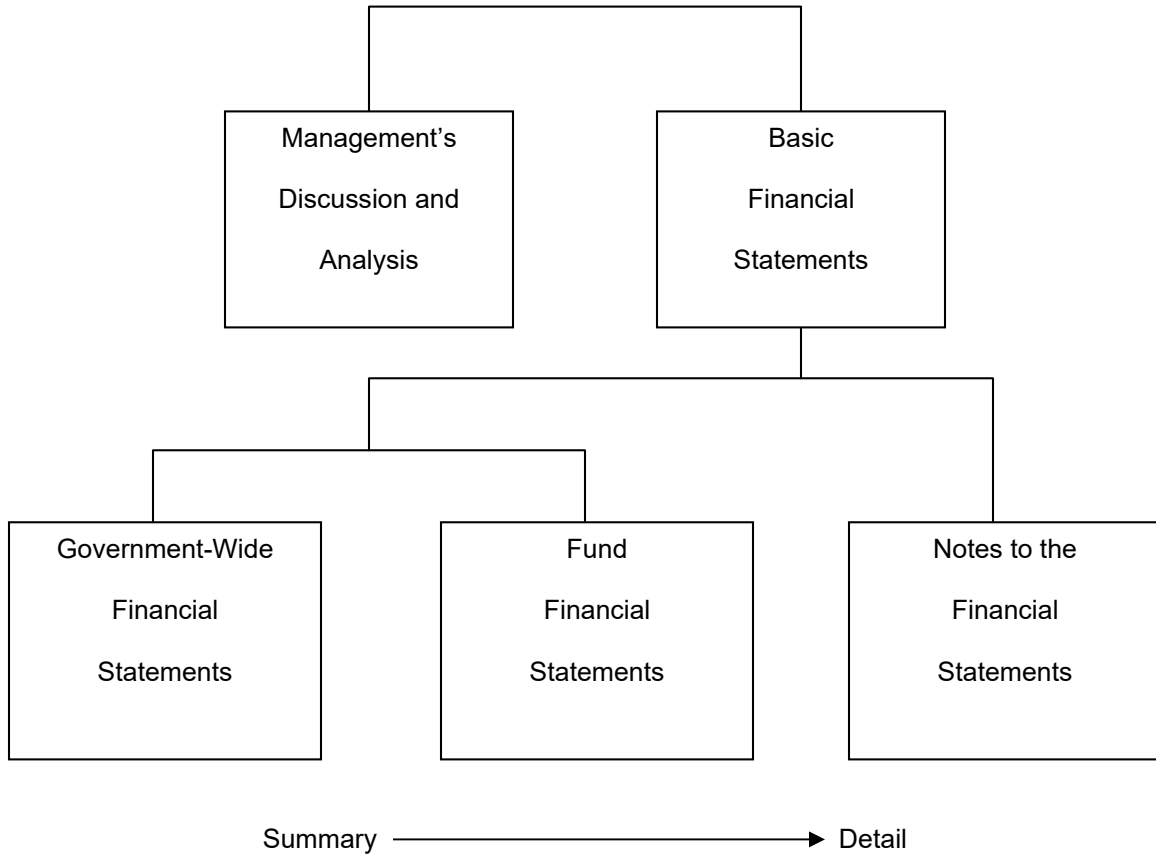 Management’s
Discussion and
Analysis
Basic
Financial
Statements
Government-Wide
Financial
Statements
Fund
Financial
Statements
Notes to the
Financial
Statements
Summary
Detail